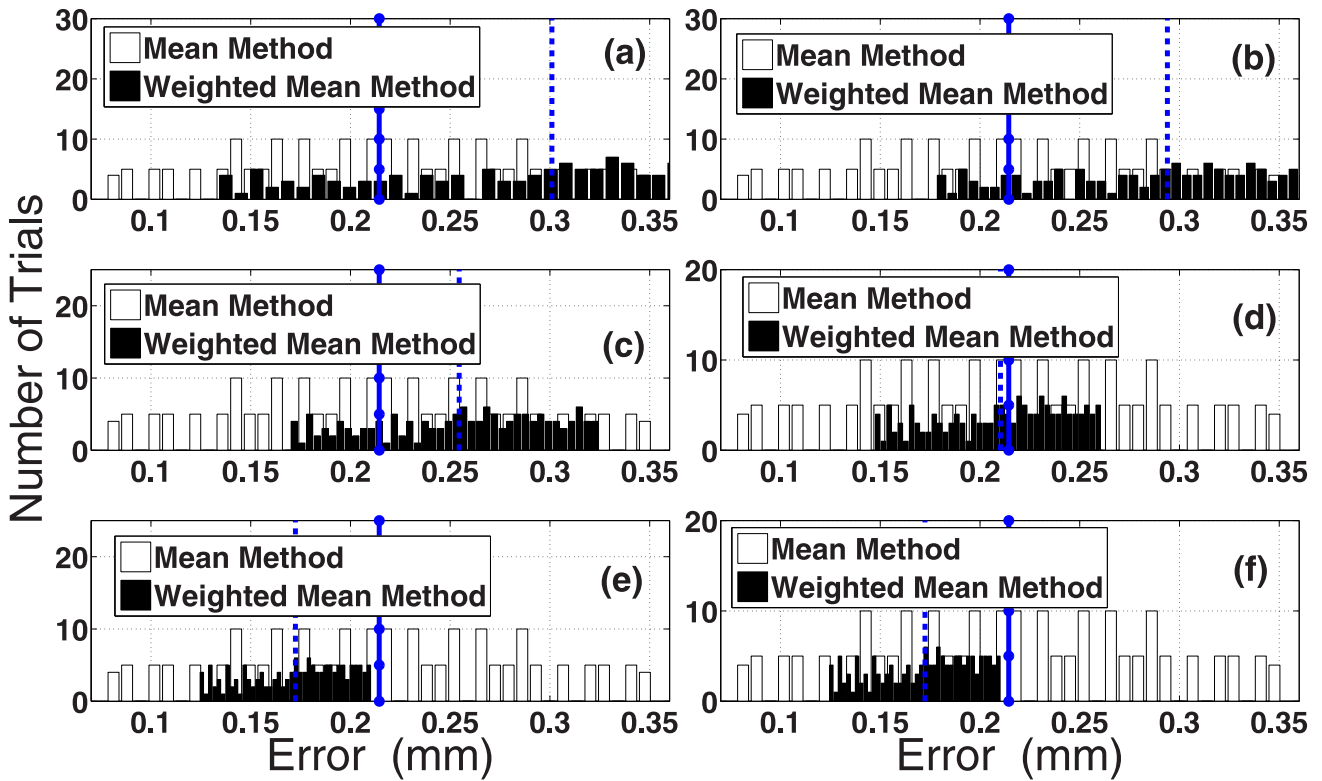 Number of Trials
30
20
10
0
Mean Method
Weighted Mean Method
(a)
0.1 0.15 0.2 0.25 0.3 0.35
30
20
10
0
Mean Method
Weighted Mean Method
(b)
0.1 0.15 0.2 0.25 0.3 0.35
20
10
0
Mean Method
Weighted Mean Method
(c)
0.1 0.15 0.2 0.25 0.3 0.35
20
10
0
Mean Method
Weighted Mean Method
(d)
0.1 0.15 0.2 0.25 0.3 0.35
20
10
0
Mean Method
Weighted Mean Method
(e)
0.1 0.15 0.2 0.25 0.3 0.35
Error (mm)
20
10
0
Mean Method
Weighted Mean Method
(f)
0.1 0.15 0.2 0.25 0.3 0.35
Error (mm)